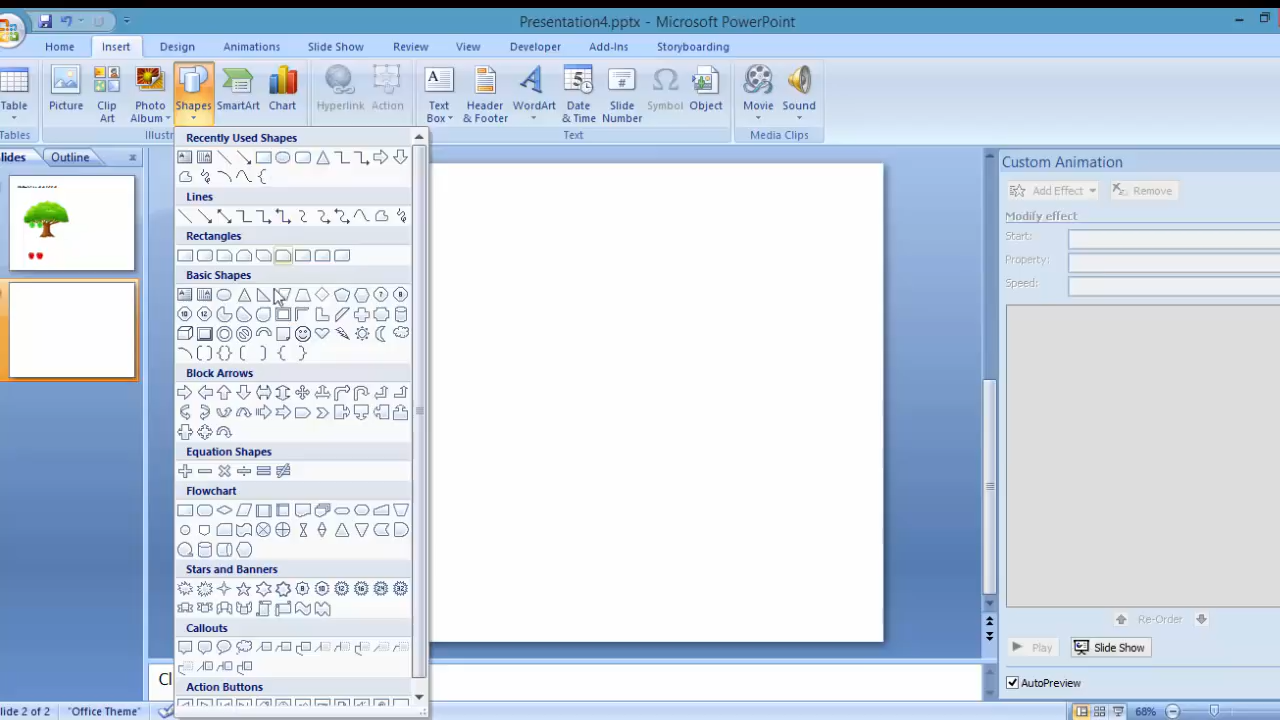 Presentation4.pptx - Microsoft PowerPoint
Home Insert Design Animations Slide Show Review View Developer Add-Ins Storyboarding
Table Picture Clip Art Photo Album Shapes SmartArt Chart Hyperlink Action Text Box Header & Footer WordArt Date & Time Slide Number Symbol Object Movie Sound
Tables Illustr Text Media Clips
lides Outline
Recently Used Shapes
Lines
Rectangles
Basic Shapes
Block Arrows
Equation Shapes
Flowchart
Stars and Banners
Callouts
Action Buttons
Custom Animation
Add Effect Remove
Modify effect
Start:
Property:
Speed:
Re-Order
Play Slide Show
AutoPreview
Cl
lide 2 of 2 "Office Theme" 68%